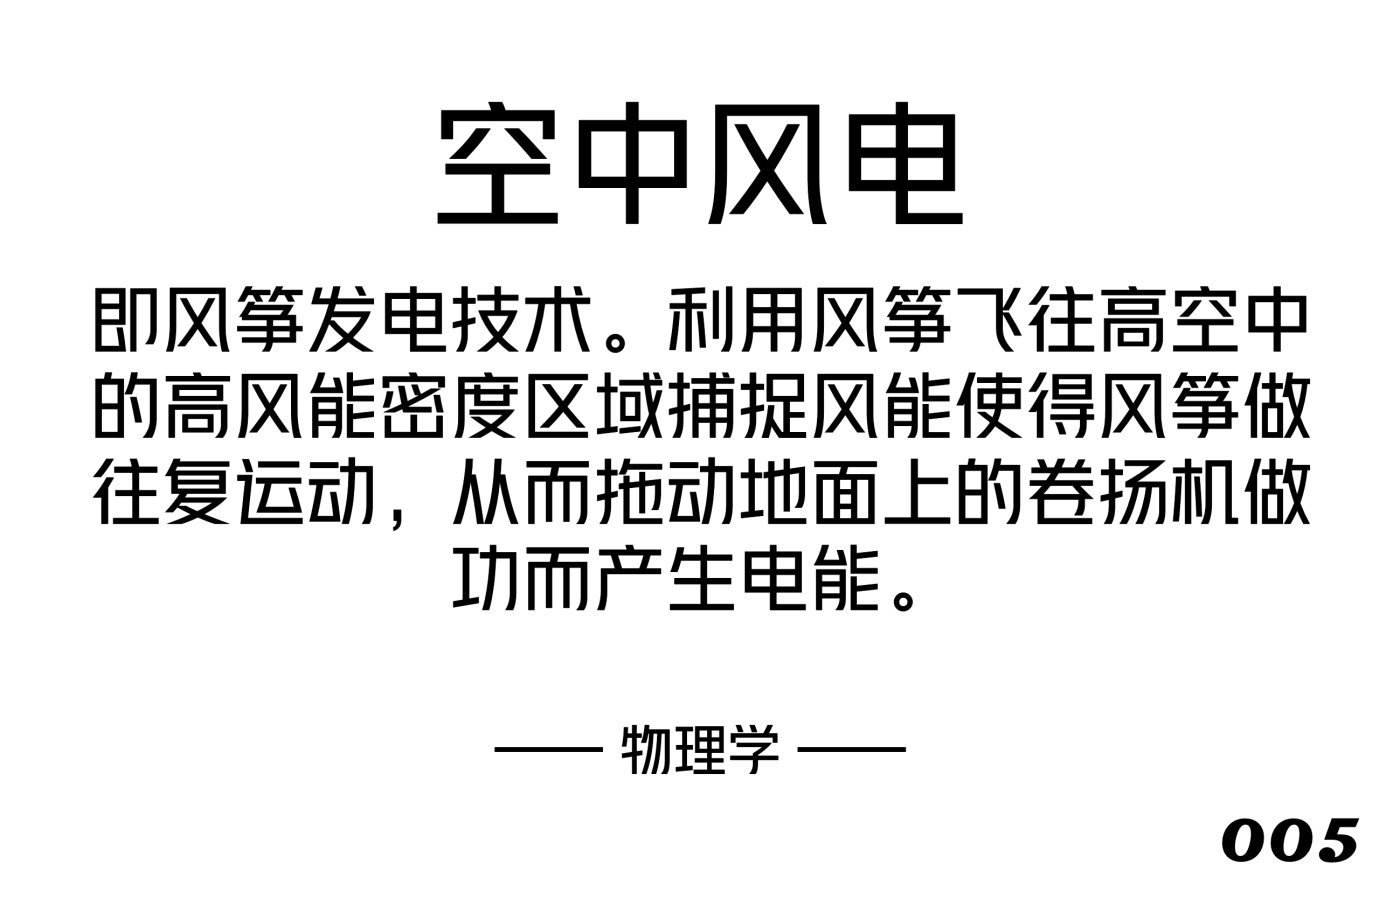 空中风电
即风筝发电技术。利用风筝飞往高空中
的高风能密度区域捕捉风能使得风筝做
往复运动，从而拖动地面上的卷扬机做
功而产生电能。
物理学
005